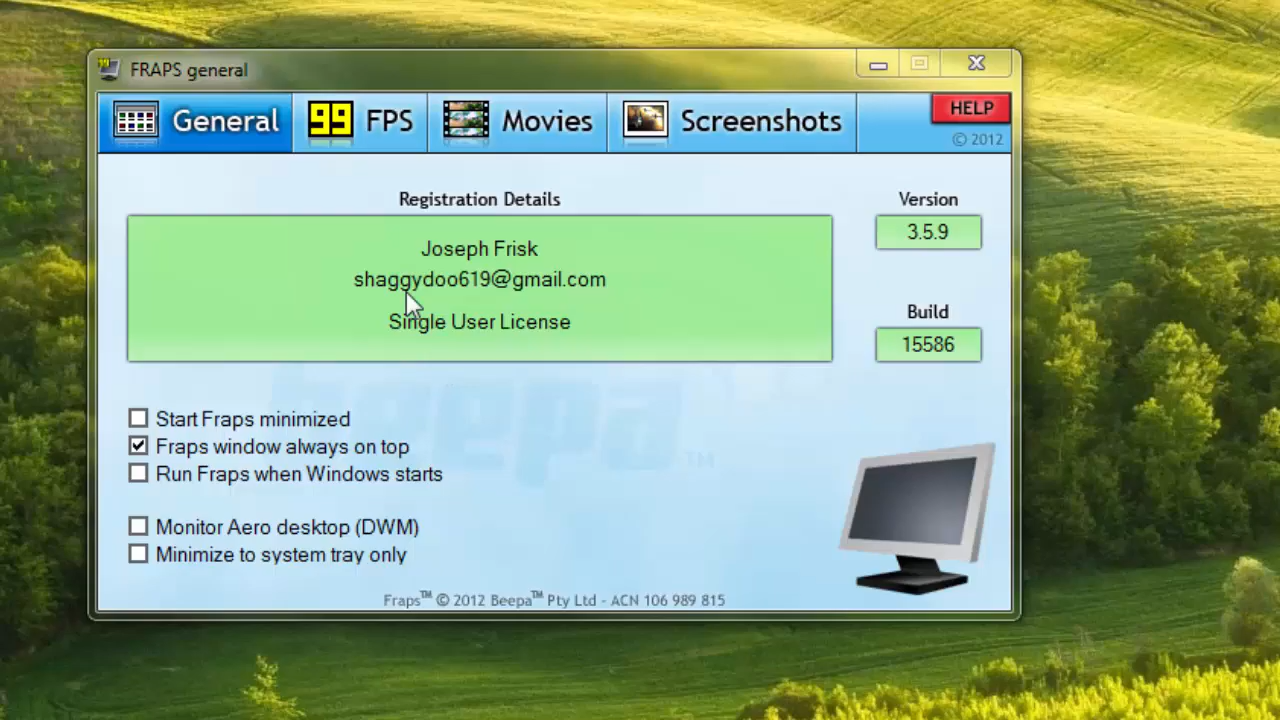 FRAPS general
General
99 FPS
Movies
Screenshots
HELP
© 2012
Registration Details
Joseph Frisk
shaggydoo619@gmail.com
Single User License
Version
3.5.9
Build
15586
beepa™
Start Fraps minimized
Fraps window always on top
Run Fraps when Windows starts
Monitor Aero desktop (DWM)
Minimize to system tray only
Fraps™ © 2012 Beepa™ Pty Ltd - ACN 106 989 815